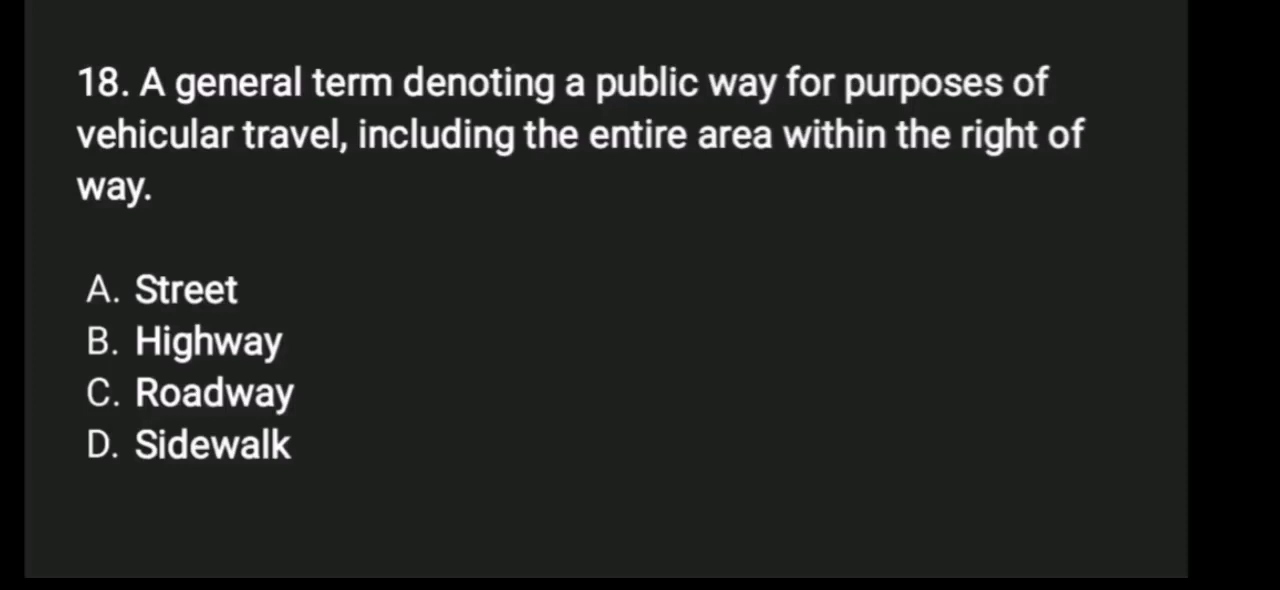 18. A general term denoting a public way for purposes of
vehicular travel, including the entire area within the right of
way.
A. Street
B. Highway
C. Roadway
D. Sidewalk